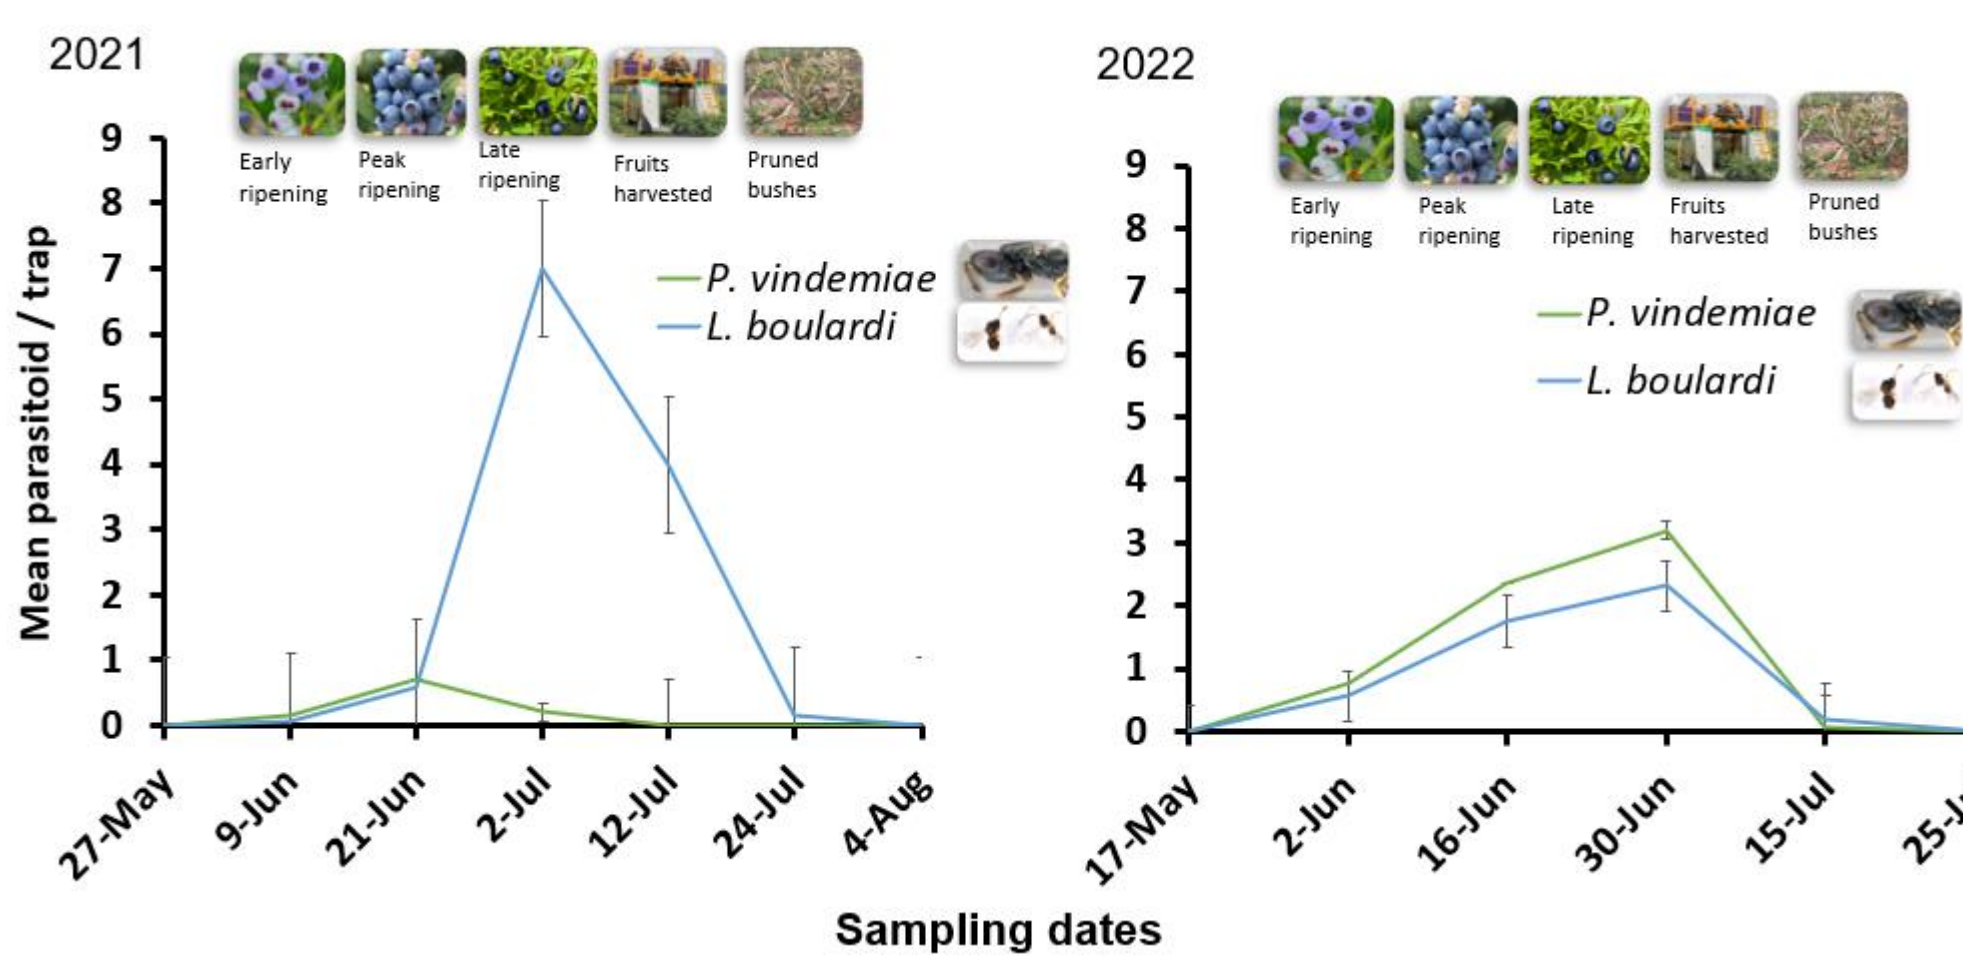 2021
Early
ripening
Peak
ripening
Late
ripening
Fruits
harvested
Pruned
bushes
Mean parasitoid / trap
9
8
7
6
5
4
3
2
1
0
P. vindemiae
L. boulardi
27-May
9-Jun
21-Jun
2-Jul
12-Jul
24-Jul
4-Aug
2022
Early
ripening
Peak
ripening
Late
ripening
Fruits
harvested
Pruned
bushes
9
8
7
6
5
4
3
2
1
0
P. vindemiae
L. boulardi
17-May
2-Jun
16-Jun
30-Jun
15-Jul
Sampling dates